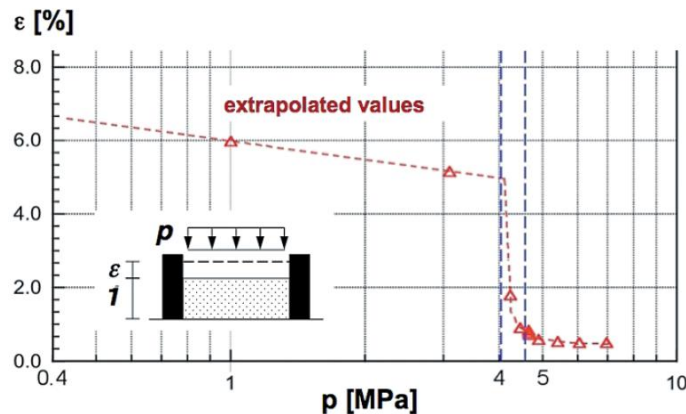 ε [%]
8.0
extrapolated values
6.0
4.0
p
ε
1
2.0
0.0
0.4
1
4
5
10
p [MPa]